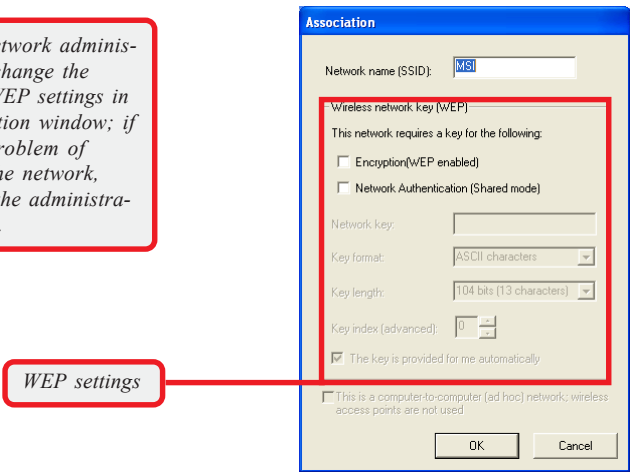 twork adminis-
hange the
VEP settings in
tion window; if
roblem of
he network,
he administra-
WEP settings
Association
Network name (SSID): MSI
Wireless network key (WEP)
This network requires a key for the following:
Encryption(WEP enabled)
Network Authentication (Shared mode)
Network key:
Key format: ASCII characters
Key length: 104 bits (13 characters)
Key index (advanced): 0
The key is provided for me automatically
This is a computer-to-computer (ad hoc) network; wireless
access points are not used
OK Cancel